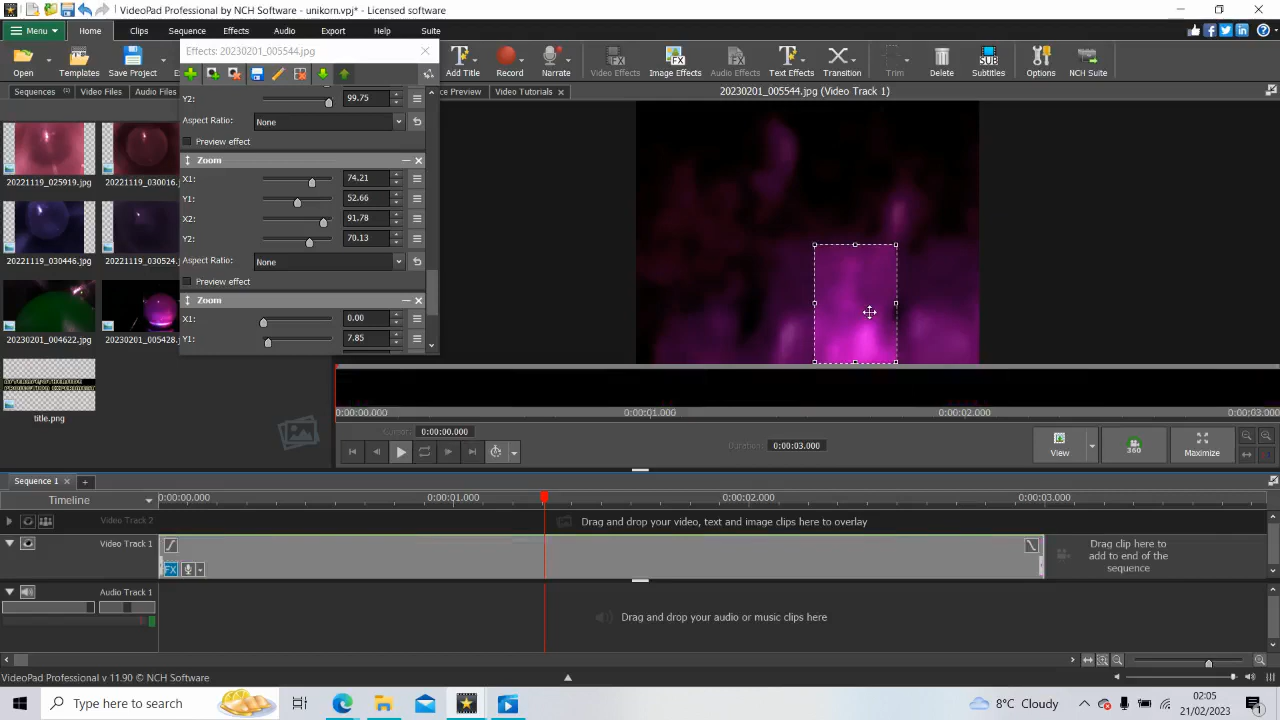 VideoPad Professional by NCH Software - unikorn.vpj* - Licensed software
Menu Home Clips Sequence Effects Audio Export Help Suite
Effects: 20230201_005544.jpg
Open Templates Save Project Add Title Record Narrate Video Effects Image Effects Audio Effects Text Effects Transition Trim Delete Subtitles Options NCH Suite
Sequences (1) Video Files Audio Files
ce Preview Video Tutorials
20230201_005544.jpg (Video Track 1)
Y2: 99.75
Aspect Ratio: None
Preview effect
Zoom
X1: 74.21
Y1: 52.66
X2: 91.78
Y2: 70.13
Aspect Ratio: None
Preview effect
Zoom
X1: 0.00
Y1: 7.85
20221119_025919.jpg 20221119_030016.jpg
20221119_030446.jpg 20221119_030524.jpg
20230201_004622.jpg 20230201_005428.jpg
title.png
0:00:00.000 0:00:01.000 0:00:02.000 0:00:03.000
Cursor: 0:00:00.000
Duration: 0:00:03.000
View 360 Maximize
Sequence 1
Timeline
0:00:00.000 0:00:01.000 0:00:02.000 0:00:03.000
Video Track 2
Drag and drop your video, text and image clips here to overlay
Video Track 1
FX
Drag clip here to
add to end of the
sequence
Audio Track 1
Drag and drop your audio or music clips here
VideoPad Professional v 11.90 © NCH Software
Type here to search
8°C Cloudy
02:05
21/02/2023
1